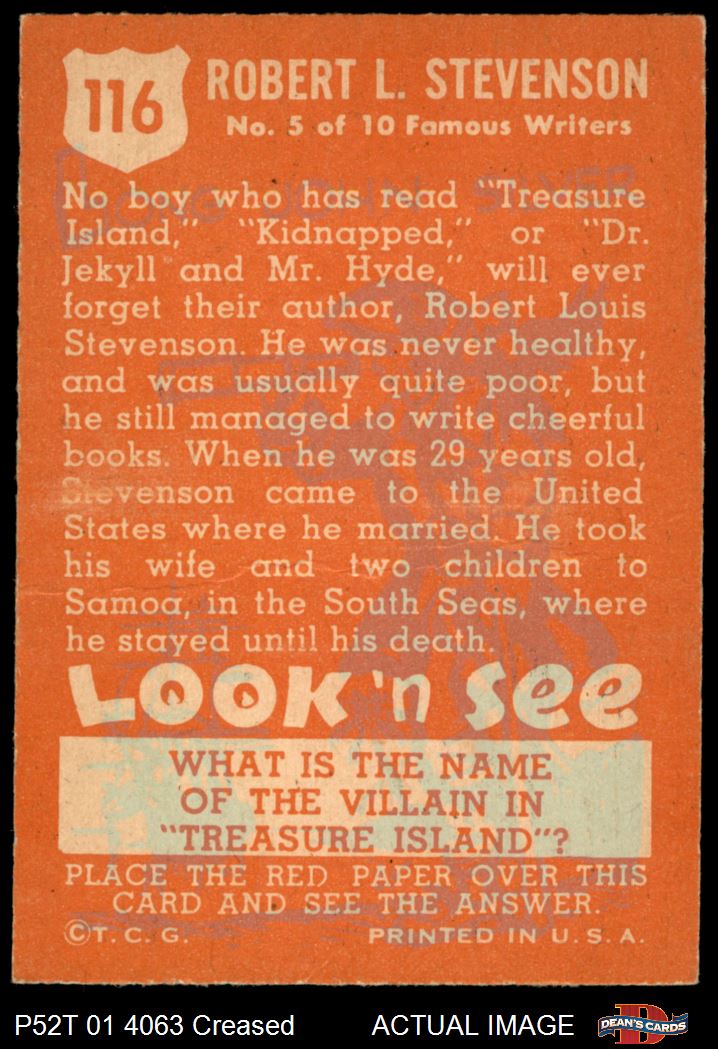 116
ROBERT L. STEVENSON
No. 5 of 10 Famous Writers
LONG JOHN SILVER
No boy who has read "Treasure
Island," "Kidnapped," or "Dr.
Jekyll and Mr. Hyde," will ever
forget their author, Robert Louis
Stevenson. He was never healthy,
and was usually quite poor, but
he still managed to write cheerful
books. When he was 29 years old,
Stevenson came to the United
States where he married. He took
his wife and two children to
Samoa, in the South Seas, where
he stayed until his death.
LOOK 'n See
WHAT IS THE NAME
OF THE VILLAIN IN
"TREASURE ISLAND"?
PLACE THE RED PAPER OVER THIS
CARD AND SEE THE ANSWER.
©T. C. G. PRINTED IN U. S. A.
P52T 01 4063 Creased ACTUAL IMAGE D DEAN'S CARDS